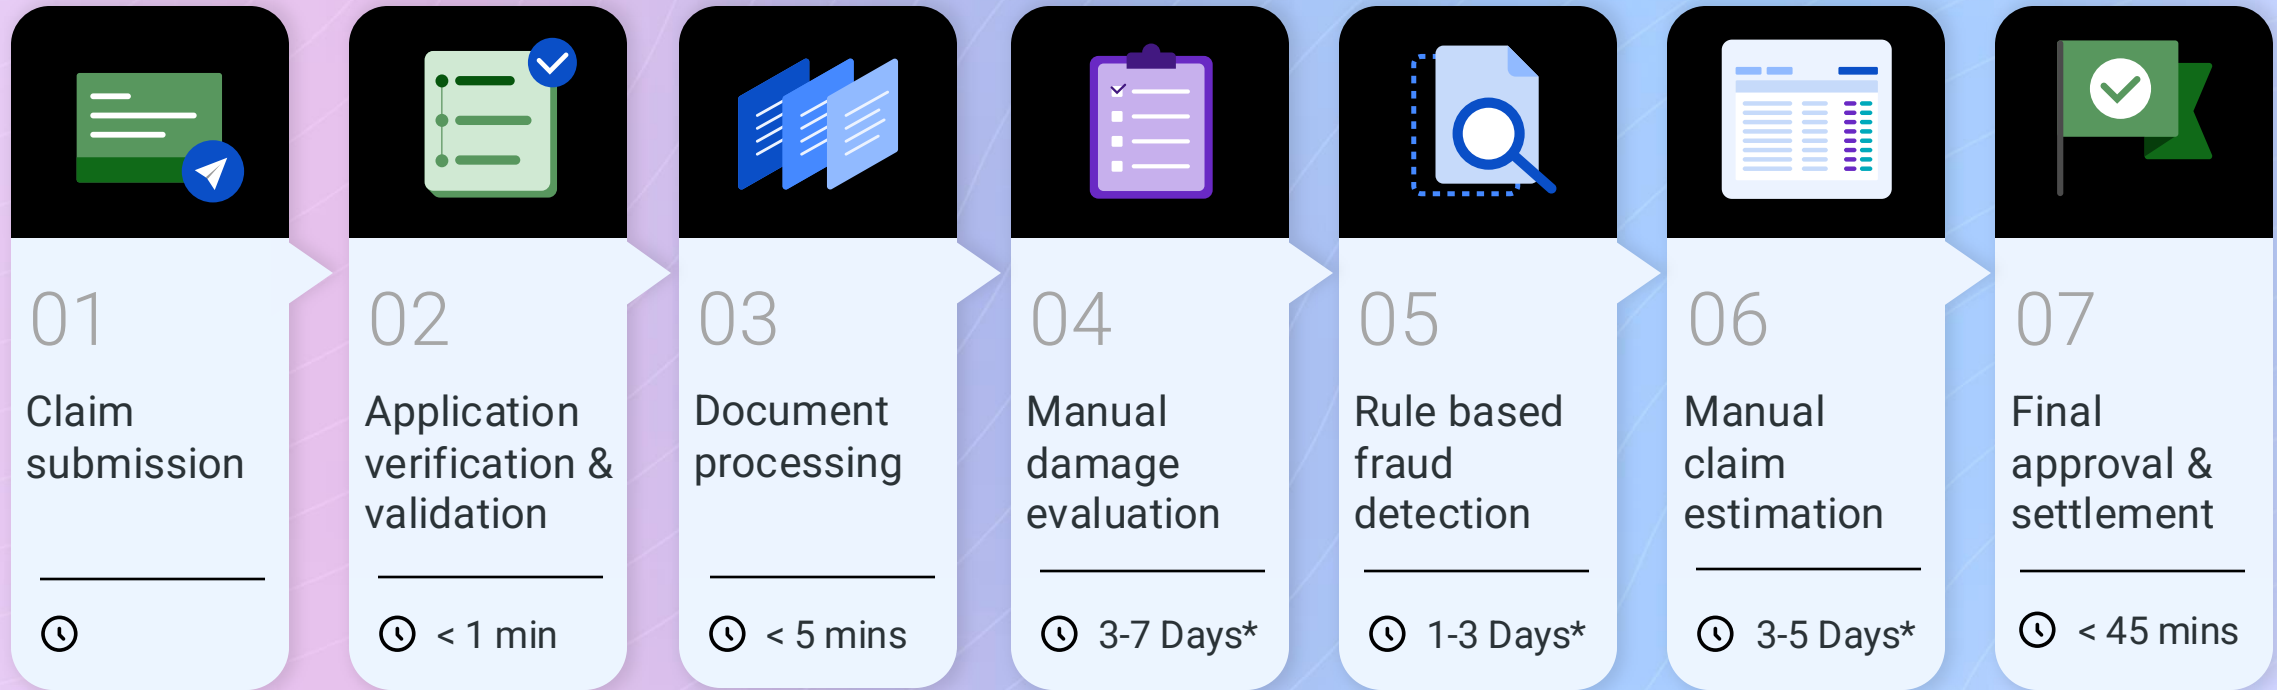 01
Claim
submission
02
Application
verification &
validation
< 1 min
03
Document
processing
< 5 mins
04
Manual
damage
evaluation
3-7 Days*
05
Rule based
fraud
detection
1-3 Days*
06
Manual
claim
estimation
3-5 Days*
07
Final
approval &
settlement
< 45 mins